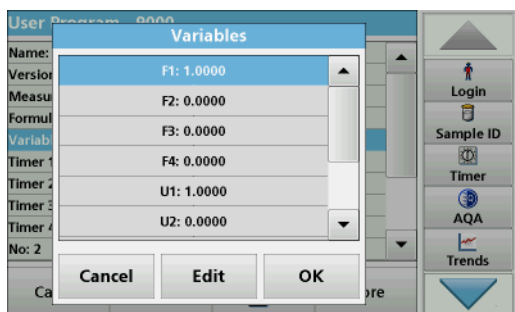 User Program 9000
Variables
Name:
Version
Measu
Formul
Variabl
Timer 1
Timer 2
Timer 3
Timer 4
No: 2
F1: 1.0000
F2: 0.0000
F3: 0.0000
F4: 0.0000
U1: 1.0000
U2: 0.0000
Cancel
Edit
OK
Ca
ore
Login
Sample ID
Timer
AQA
Trends